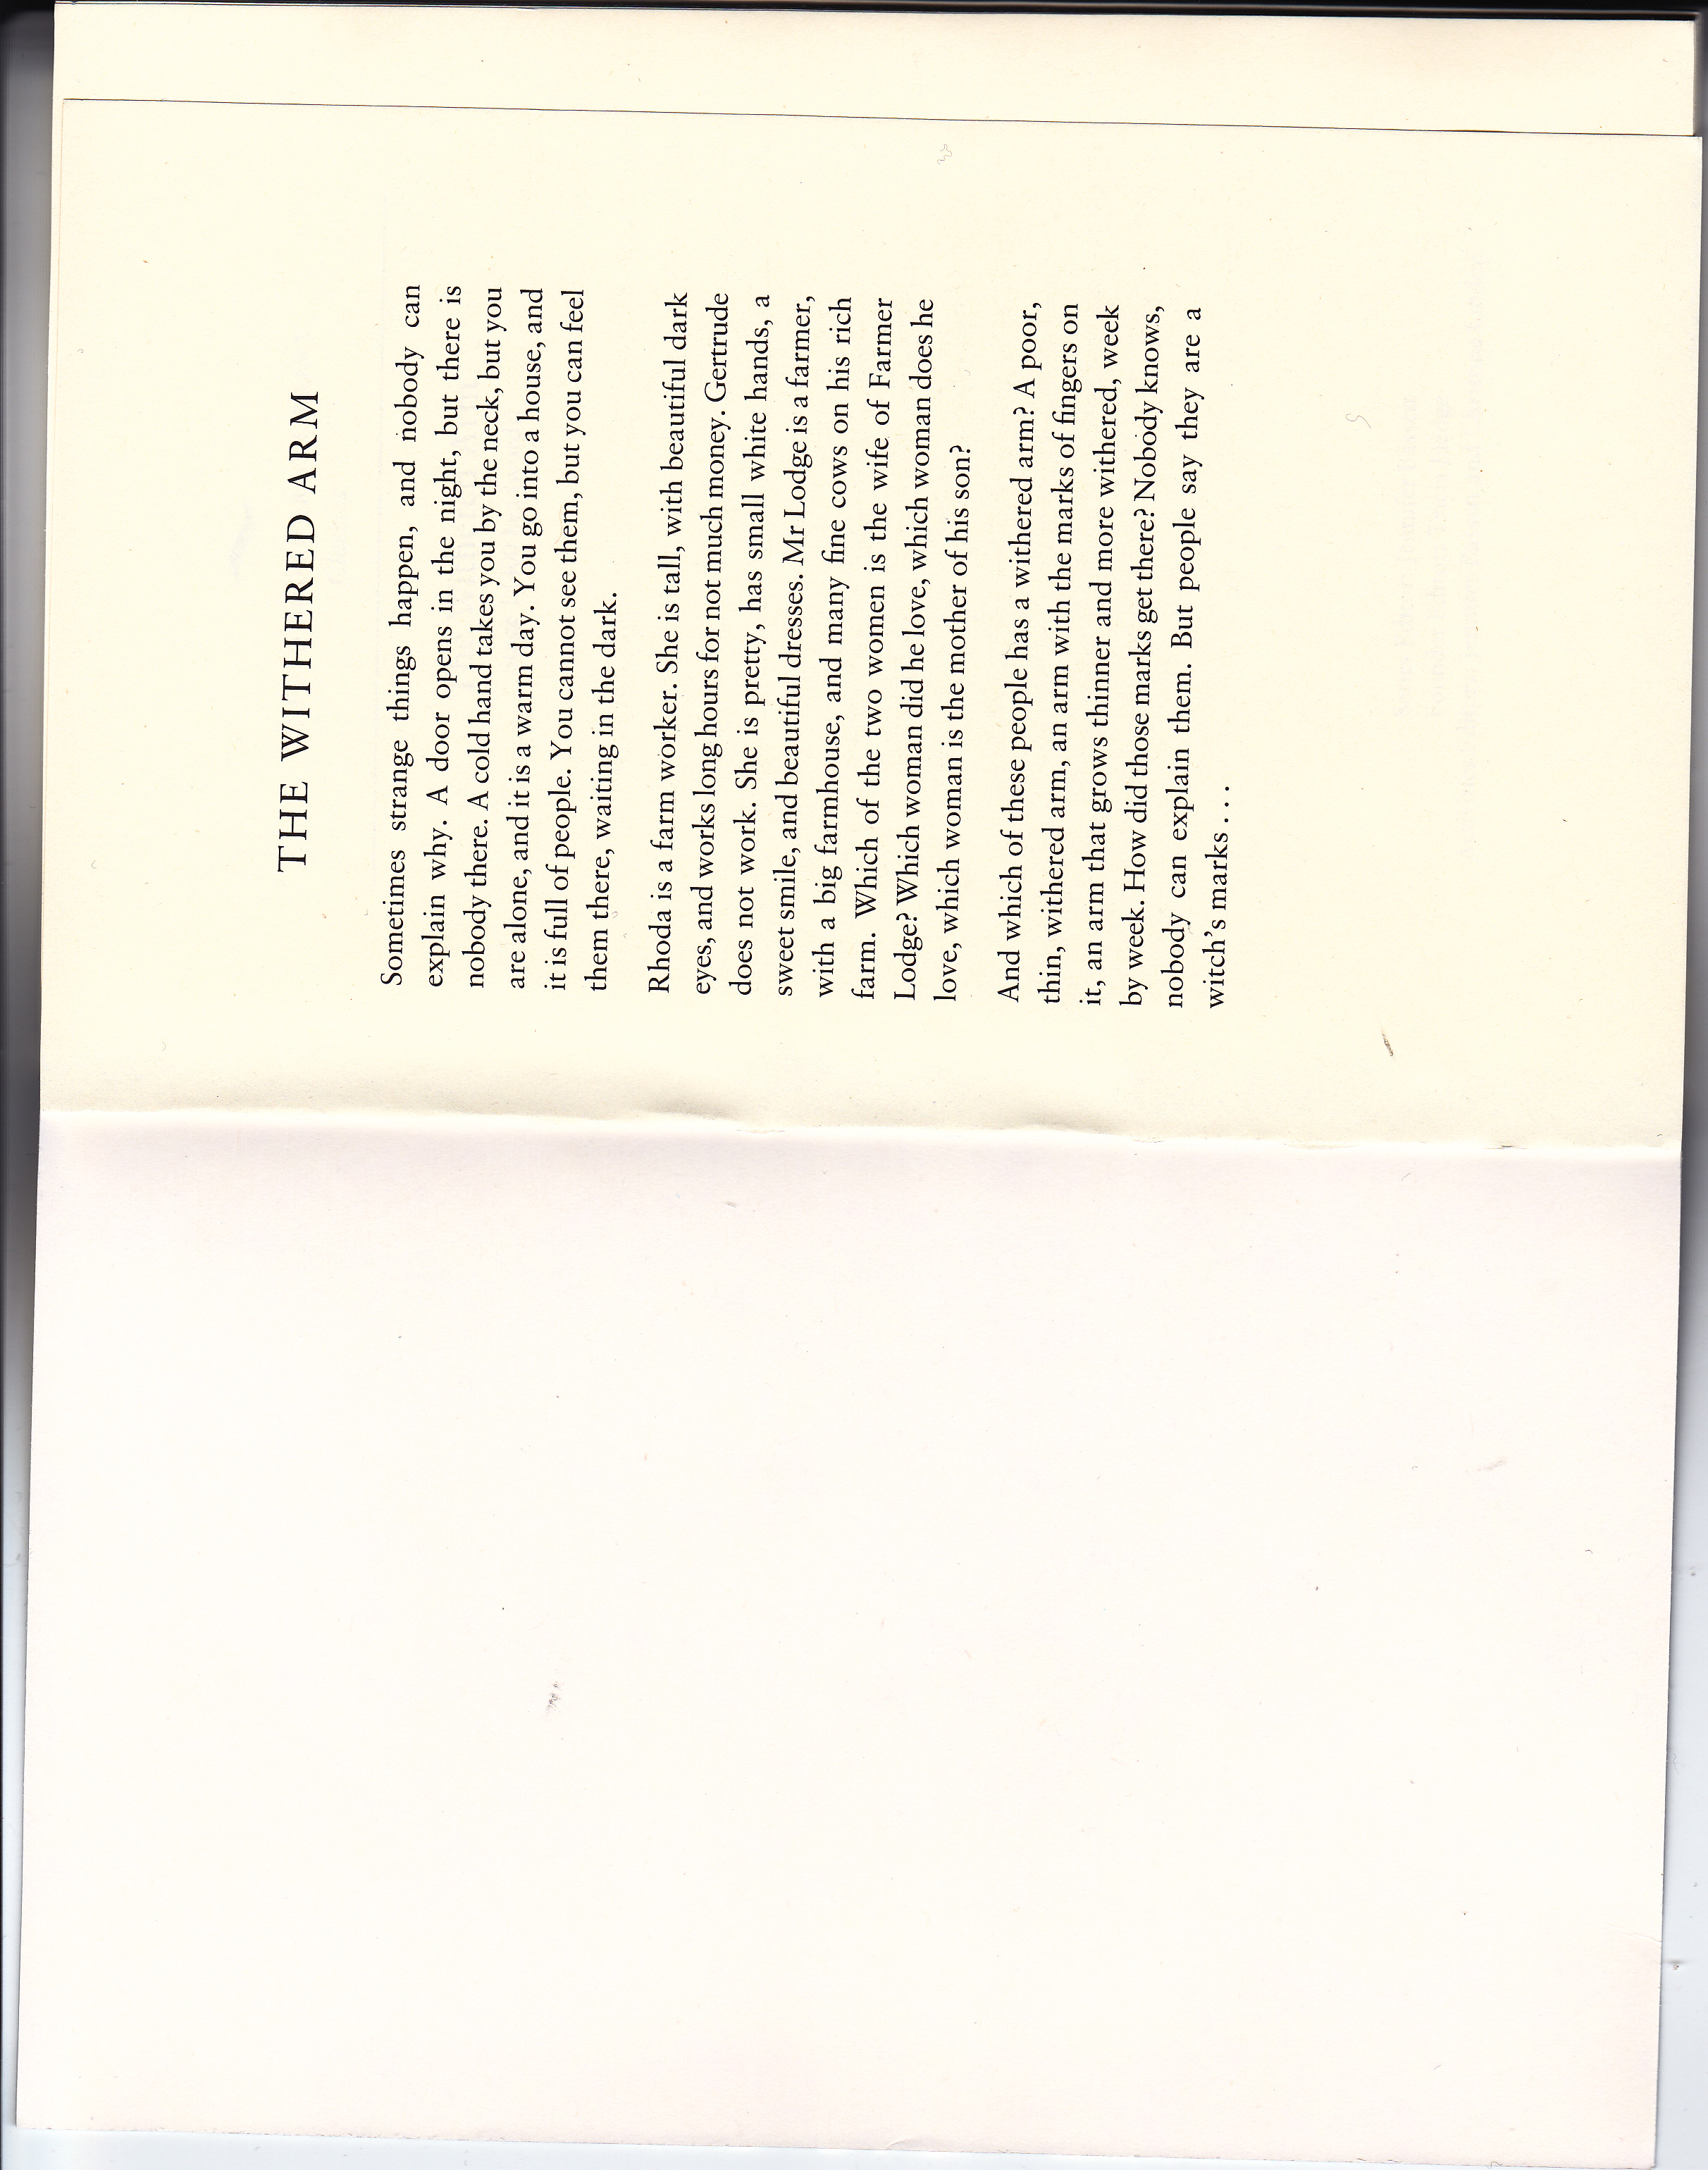 THE WITHERED ARM
Sometimes strange things happen, and nobody can
explain why. A door opens in the night, but there is
nobody there. A cold hand takes you by the neck, but you
are alone, and it is a warm day. You go into a house, and
it is full of people. You cannot see them, but you can feel
them there, waiting in the dark.
Rhoda is a farm worker. She is tall, with beautiful dark
eyes, and works long hours for not much money. Gertrude
does not work. She is pretty, has small white hands, a
sweet smile, and beautiful dresses. Mr Lodge is a farmer,
with a big farmhouse, and many fine cows on his rich
farm. Which of the two women is the wife of Farmer
Lodge? Which woman did he love, which woman does he
love, which woman is the mother of his son?
And which of these people has a withered arm? A poor,
thin, withered arm, an arm with the marks of fingers on
it, an arm that grows thinner and more withered, week
by week. How did those marks get there? Nobody knows,
nobody can explain them. But people say they are a
witch's marks . . .